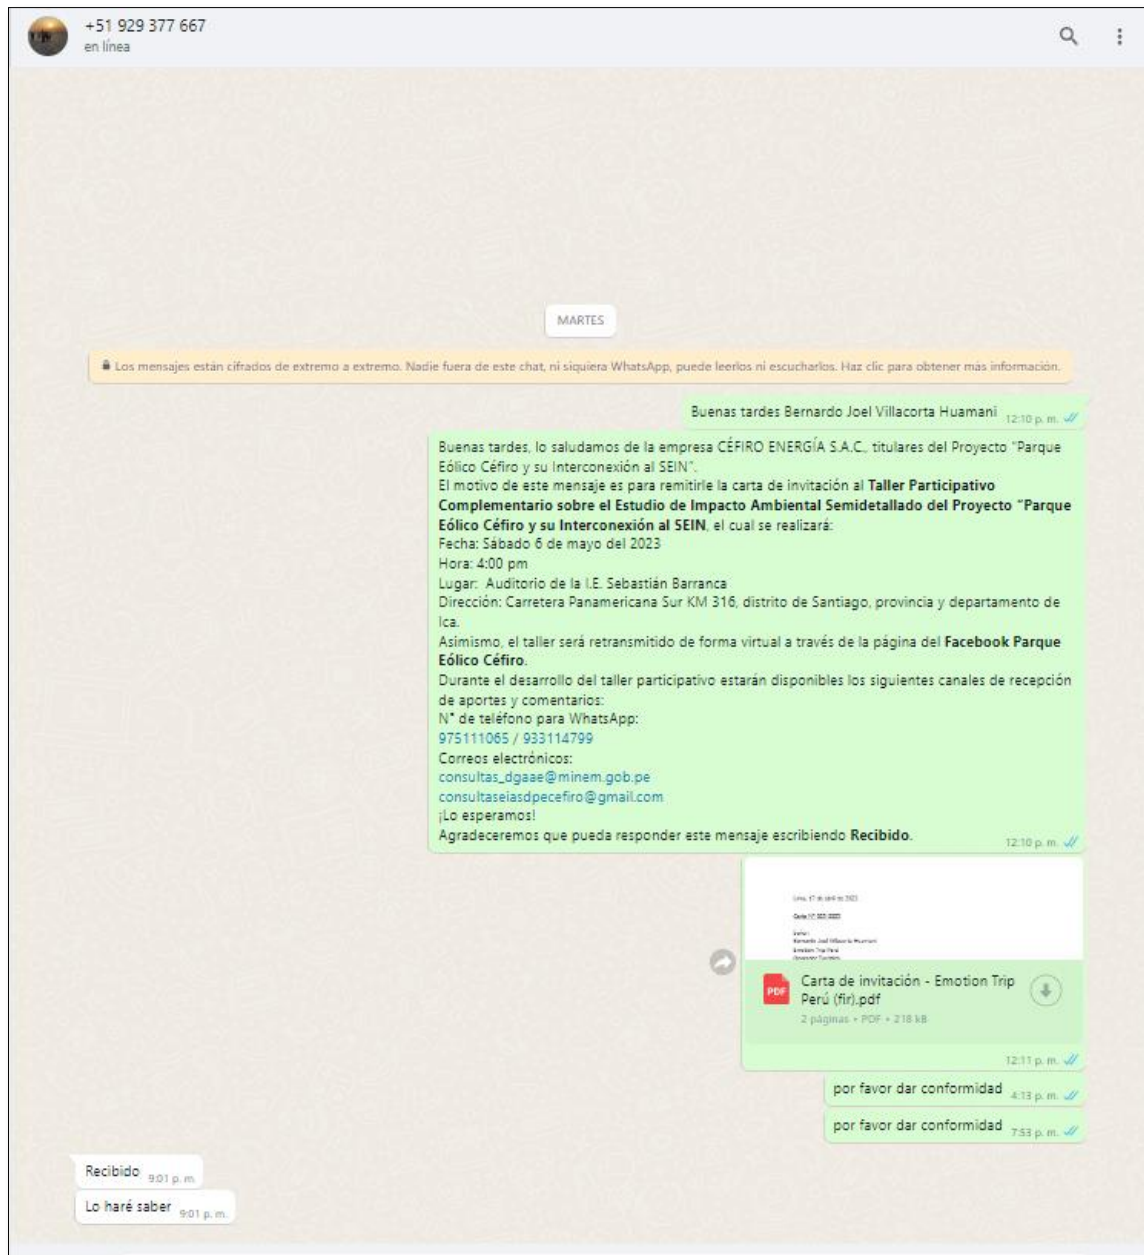 +51 929 377 667
en línea
MARTES
Los mensajes están cifrados de extremo a extremo. Nadie fuera de este chat, ni siquiera WhatsApp, puede leerlos ni escucharlos. Haz clic para obtener más información.
Buenas tardes Bernardo Joel Villacorta Huamani 12:10 p. m.
Buenas tardes, lo saludamos de la empresa CÉFIRO ENERGÍA S.A.C., titulares del Proyecto "Parque
Eólico Céfiro y su Interconexión al SEIN".
El motivo de este mensaje es para remitirle la carta de invitación al Taller Participativo
Complementario sobre el Estudio de Impacto Ambiental Semidetallado del Proyecto "Parque
Eólico Céfiro y su Interconexión al SEIN, el cual se realizará:
Fecha: Sábado 6 de mayo del 2023
Hora: 4:00 pm
Lugar: Auditorio de la I.E. Sebastián Barranca
Dirección: Carretera Panamericana Sur KM 316, distrito de Santiago, provincia y departamento de
Ica.
Asimismo, el taller será retransmitido de forma virtual a través de la página del Facebook Parque
Eólico Céfiro.
Durante el desarrollo del taller participativo estarán disponibles los siguientes canales de recepción
de aportes y comentarios:
N° de teléfono para WhatsApp:
975111065 / 933114799
Correos electrónicos:
consultas_dgaae@minem.gob.pe
consultaseiasdpecefiro@gmail.com
¡Lo esperamos!
Agradeceremos que pueda responder este mensaje escribiendo Recibido. 12:10 p. m.
Señor:
Bernardo Joel Villacorta Huamani
Emotion Trip Perú
PDF
Carta de invitación - Emotion Trip
Perú (fir).pdf
2 páginas • PDF • 218 kB
12:11 p. m.
por favor dar conformidad 4:13 p. m.
por favor dar conformidad 7:53 p. m.
Recibido 9:01 p. m.
Lo haré saber 9:01 p. m.